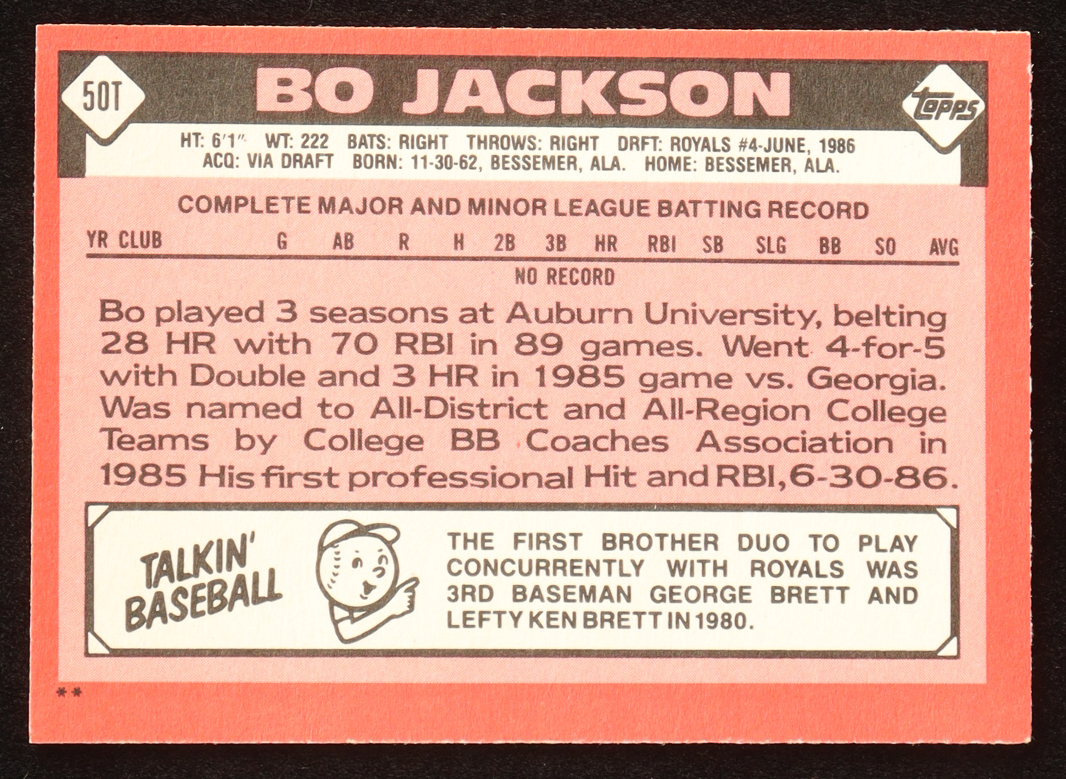 50T
BO JACKSON
TOPPS
HT: 6'1" WT: 222 BATS: RIGHT THROWS: RIGHT DRFT: ROYALS #4-JUNE, 1986
ACQ: VIA DRAFT BORN: 11-30-62, BESSEMER, ALA. HOME: BESSEMER, ALA.
COMPLETE MAJOR AND MINOR LEAGUE BATTING RECORD
YR CLUB G AB R H 2B 3B HR RBI SB SLG BB SO AVG
NO RECORD
Bo played 3 seasons at Auburn University, belting
28 HR with 70 RBI in 89 games. Went 4-for-5
with Double and 3 HR in 1985 game vs. Georgia.
Was named to All-District and All-Region College
Teams by College BB Coaches Association in
1985 His first professional Hit and RBI, 6-30-86.
TALKIN'
BASEBALL
THE FIRST BROTHER DUO TO PLAY
CONCURRENTLY WITH ROYALS WAS
3RD BASEMAN GEORGE BRETT AND
LEFTY KEN BRETT IN 1980.
**